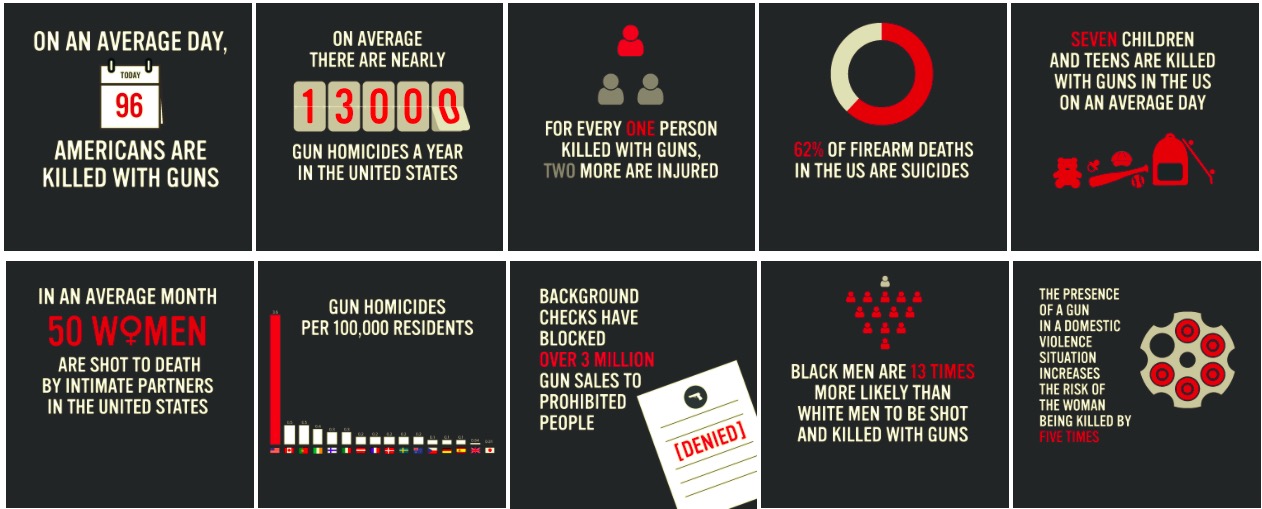 ON AN AVERAGE DAY,
TODAY
96
AMERICANS ARE
KILLED WITH GUNS
ON AVERAGE
THERE ARE NEARLY
13000
GUN HOMICIDES A YEAR
IN THE UNITED STATES
FOR EVERY ONE PERSON
KILLED WITH GUNS,
TWO MORE ARE INJURED
62% OF FIREARM DEATHS
IN THE US ARE SUICIDES
SEVEN CHILDREN
AND TEENS ARE KILLED
WITH GUNS IN THE US
ON AN AVERAGE DAY
IN AN AVERAGE MONTH
50 WOMEN
ARE SHOT TO DEATH
BY INTIMATE PARTNERS
IN THE UNITED STATES
GUN HOMICIDES
PER 100,000 RESIDENTS
BACKGROUND
CHECKS HAVE
BLOCKED
OVER 3 MILLION
GUN SALES TO
PROHIBITED
PEOPLE
[DENIED]
BLACK MEN ARE 13 TIMES
MORE LIKELY THAN
WHITE MEN TO BE SHOT
AND KILLED WITH GUNS
THE PRESENCE
OF A GUN
IN A DOMESTIC
VIOLENCE
SITUATION
INCREASES
THE RISK OF
THE WOMAN
BEING KILLED BY
FIVE TIMES